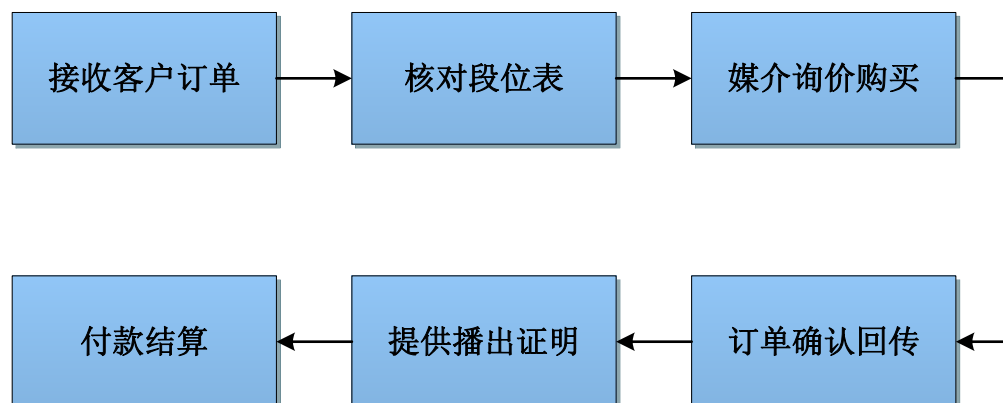 接收客户订单
核对段位表
媒介询价购买
付款结算
提供播出证明
订单确认回传